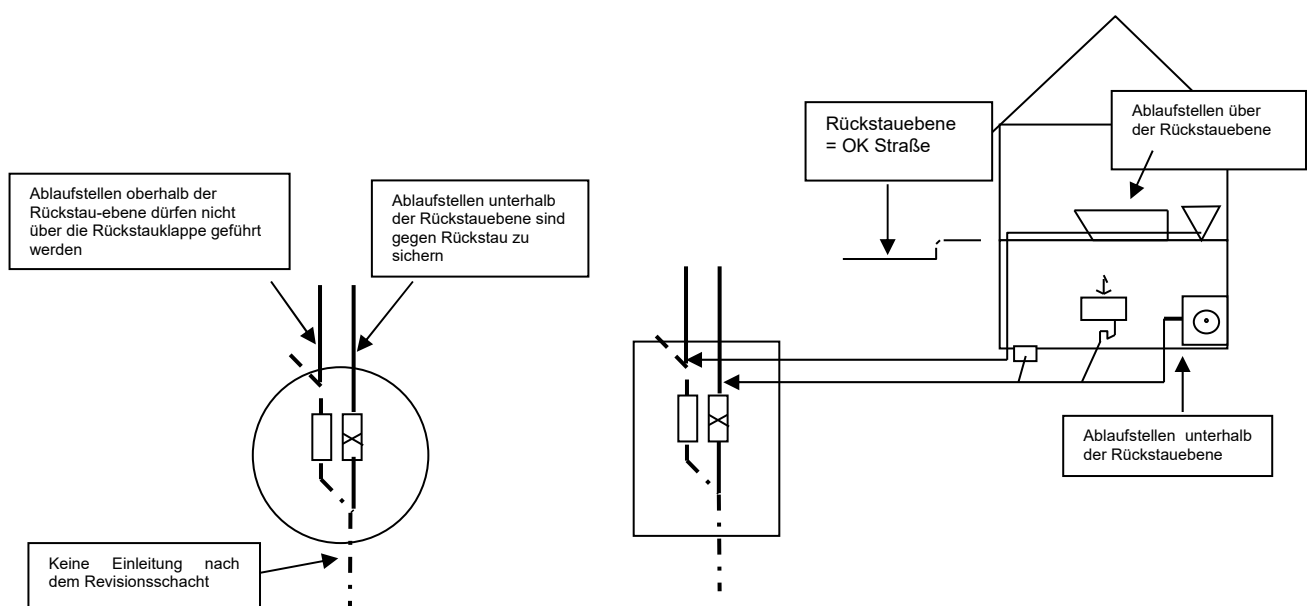 Ablaufstellen oberhalb der
Rückstau-ebene dürfen nicht
über die Rückstauklappe geführt
werden
Ablaufstellen unterhalb
der Rückstauebene sind
gegen Rückstau zu
sichern
Keine Einleitung nach
dem Revisionsschacht
Rückstauebene
= OK Straße
Ablaufstellen über
der Rückstauebene
Ablaufstellen unterhalb
der Rückstauebene